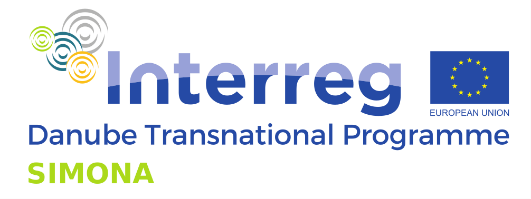 Interreg
EUROPEAN UNION
Danube Transnational Programme
SIMONA